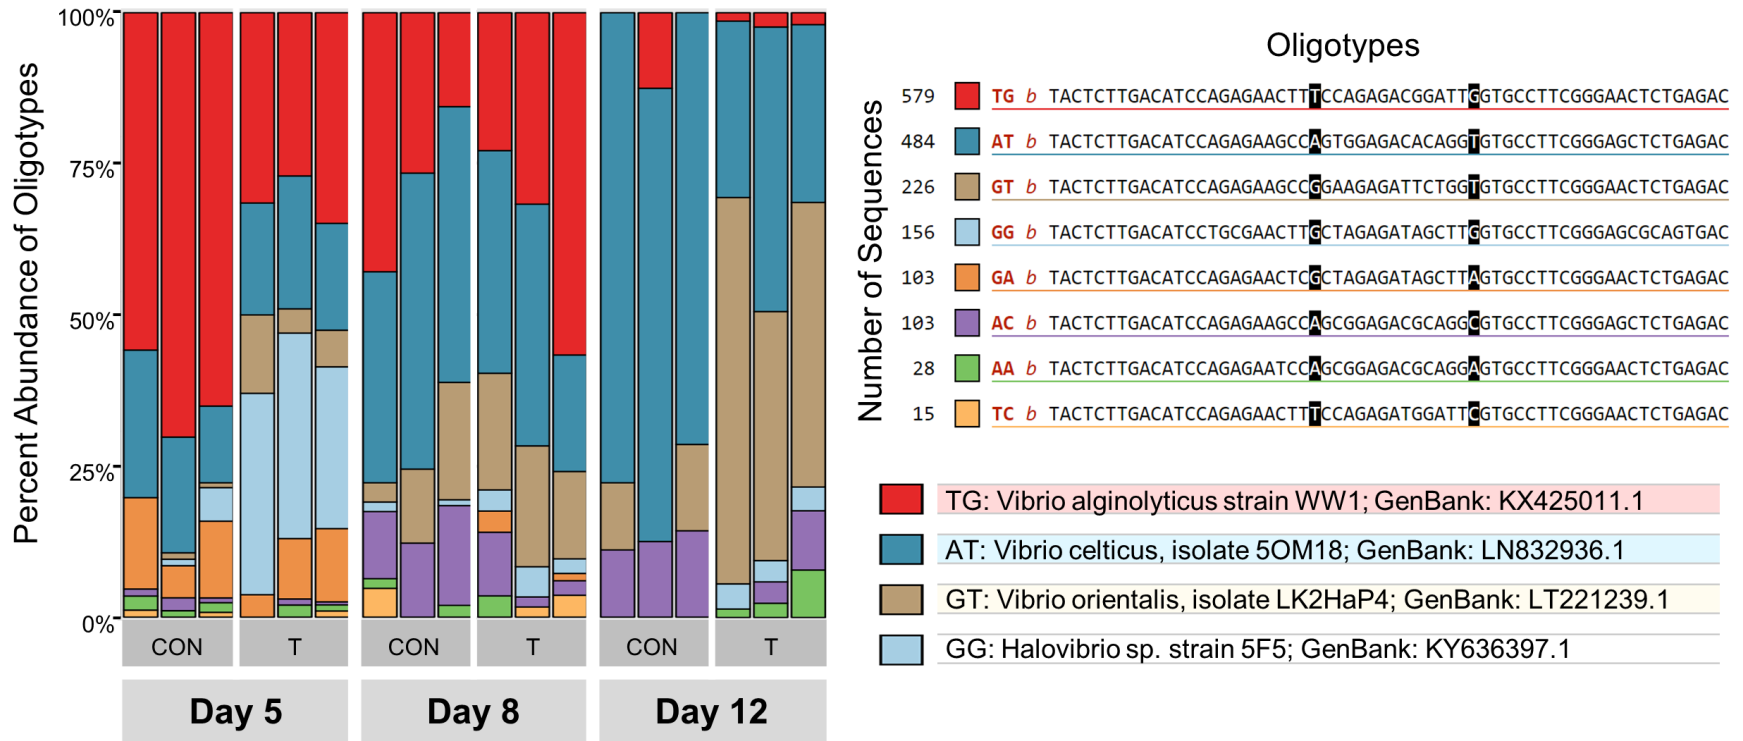 Percent Abundance of Oligotypes
100%
75%
50%
25%
0%
CON T CON T CON T
Day 5 Day 8 Day 12
Oligotypes
Number of Sequences
579 TG b TACTCTTGACATCCAGAGAACTTTCCAGAGACGGATTGGTGCCTTCGGGAACTCTGAGAC
484 AT b TACTCTTGACATCCAGAGAAGCCAGTGGAGACACAGGTGTGCCTTCGGGAGCTCTGAGAC
226 GT b TACTCTTGACATCCAGAGAAGCCGGAAGAGATTCTGGTGTGCCTTCGGGAACTCTGAGAC
156 GG b TACTCTTGACATCCTGCGAACTTGCTAGAGATAGCTTGGTGCCTTCGGGAGCGCAGTGAC
103 GA b TACTCTTGACATCCAGAGAACTCGCTAGAGATAGCTTAGTGCCTTCGGGAACTCTGAGAC
103 AC b TACTCTTGACATCCAGAGAAGCCAGCGGAGACGCAGGCGTGCCTTCGGGAGCTCTGAGAC
28 AA b TACTCTTGACATCCAGAGAATCCAGCGGAGACGCAGGAGTGCCTTCGGGAACTCTGAGAC
15 TC b TACTCTTGACATCCAGAGAACTTTCCAGAGATGGATTCGTGCCTTCGGGAACTCTGAGAC
TG: Vibrio alginolyticus strain WW1; GenBank: KX425011.1
AT: Vibrio celticus, isolate 5OM18; GenBank: LN832936.1
GT: Vibrio orientalis, isolate LK2HaP4; GenBank: LT221239.1
GG: Halovibrio sp. strain 5F5; GenBank: KY636397.1